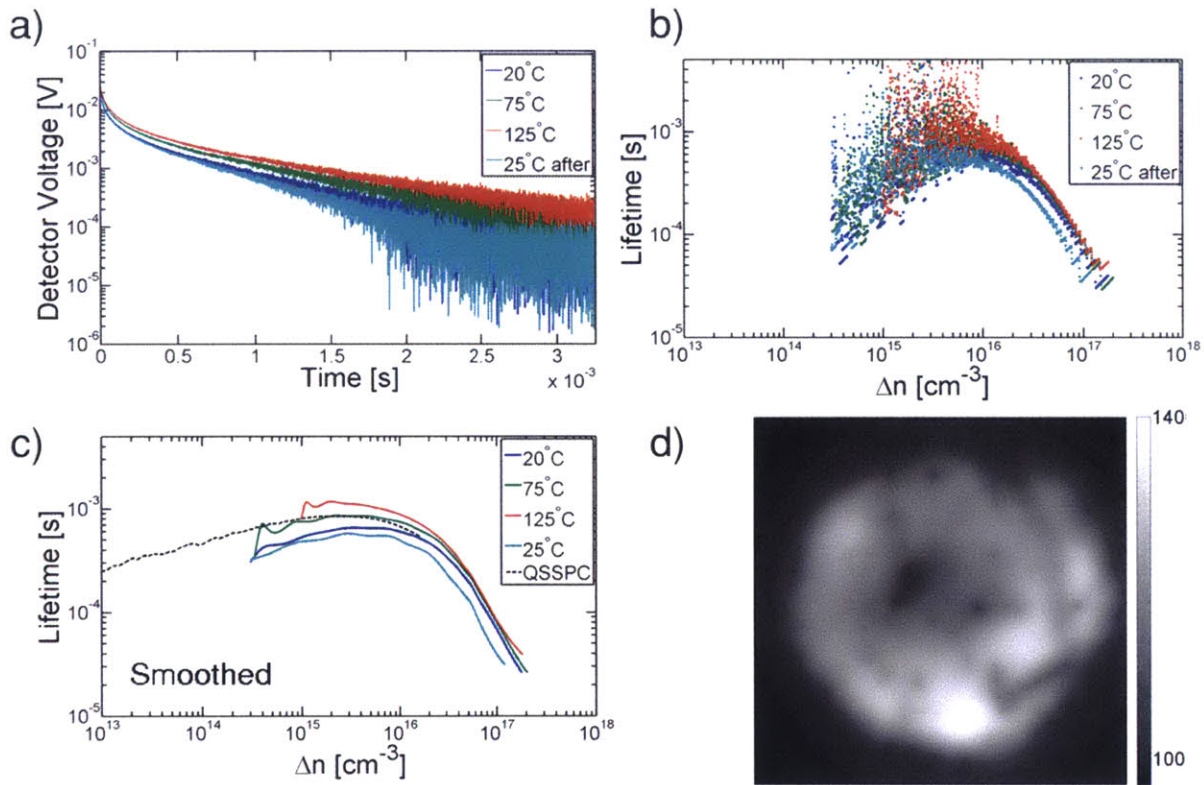 a)
Detector Voltage [V]
10^-1
10^-2
10^-3
10^-4
10^-5
10^-6
0
0.5
1
1.5
2
2.5
3
x 10^-3
Time [s]
20°C
75°C
125°C
25°C after
b)
Lifetime [s]
10^-3
10^-4
10^-5
10^13
10^14
10^15
10^16
10^17
10^18
Δn [cm^-3]
20°C
75°C
125°C
25°C after
c)
Lifetime [s]
10^-3
10^-4
10^-5
10^13
10^14
10^15
10^16
10^17
10^18
Δn [cm^-3]
20°C
75°C
125°C
25°C
QSSPC
Smoothed
d)
140
100